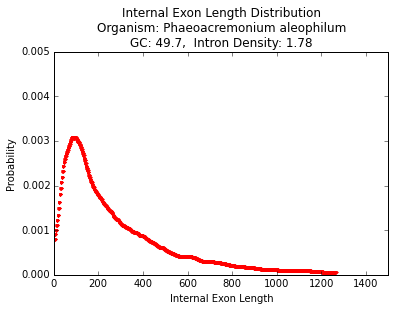 Internal Exon Length Distribution
Organism: Phaeoacremonium aleophilum
GC: 49.7,  Intron Density: 1.78
0.005
0.004
0.003
0.002
0.001
0.000
Probability
0 200 400 600 800 1000 1200 1400
Internal Exon Length